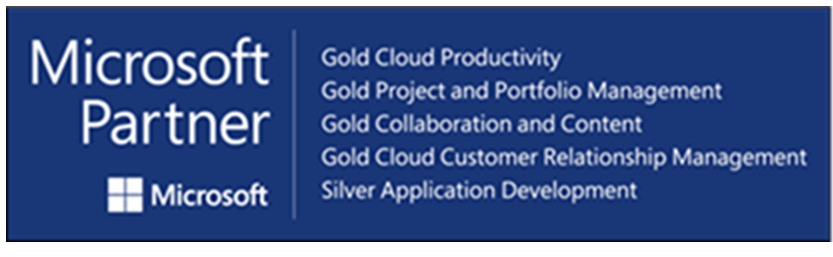 Microsoft
Partner
Microsoft
Gold Cloud Productivity
Gold Project and Portfolio Management
Gold Collaboration and Content
Gold Cloud Customer Relationship Management
Silver Application Development